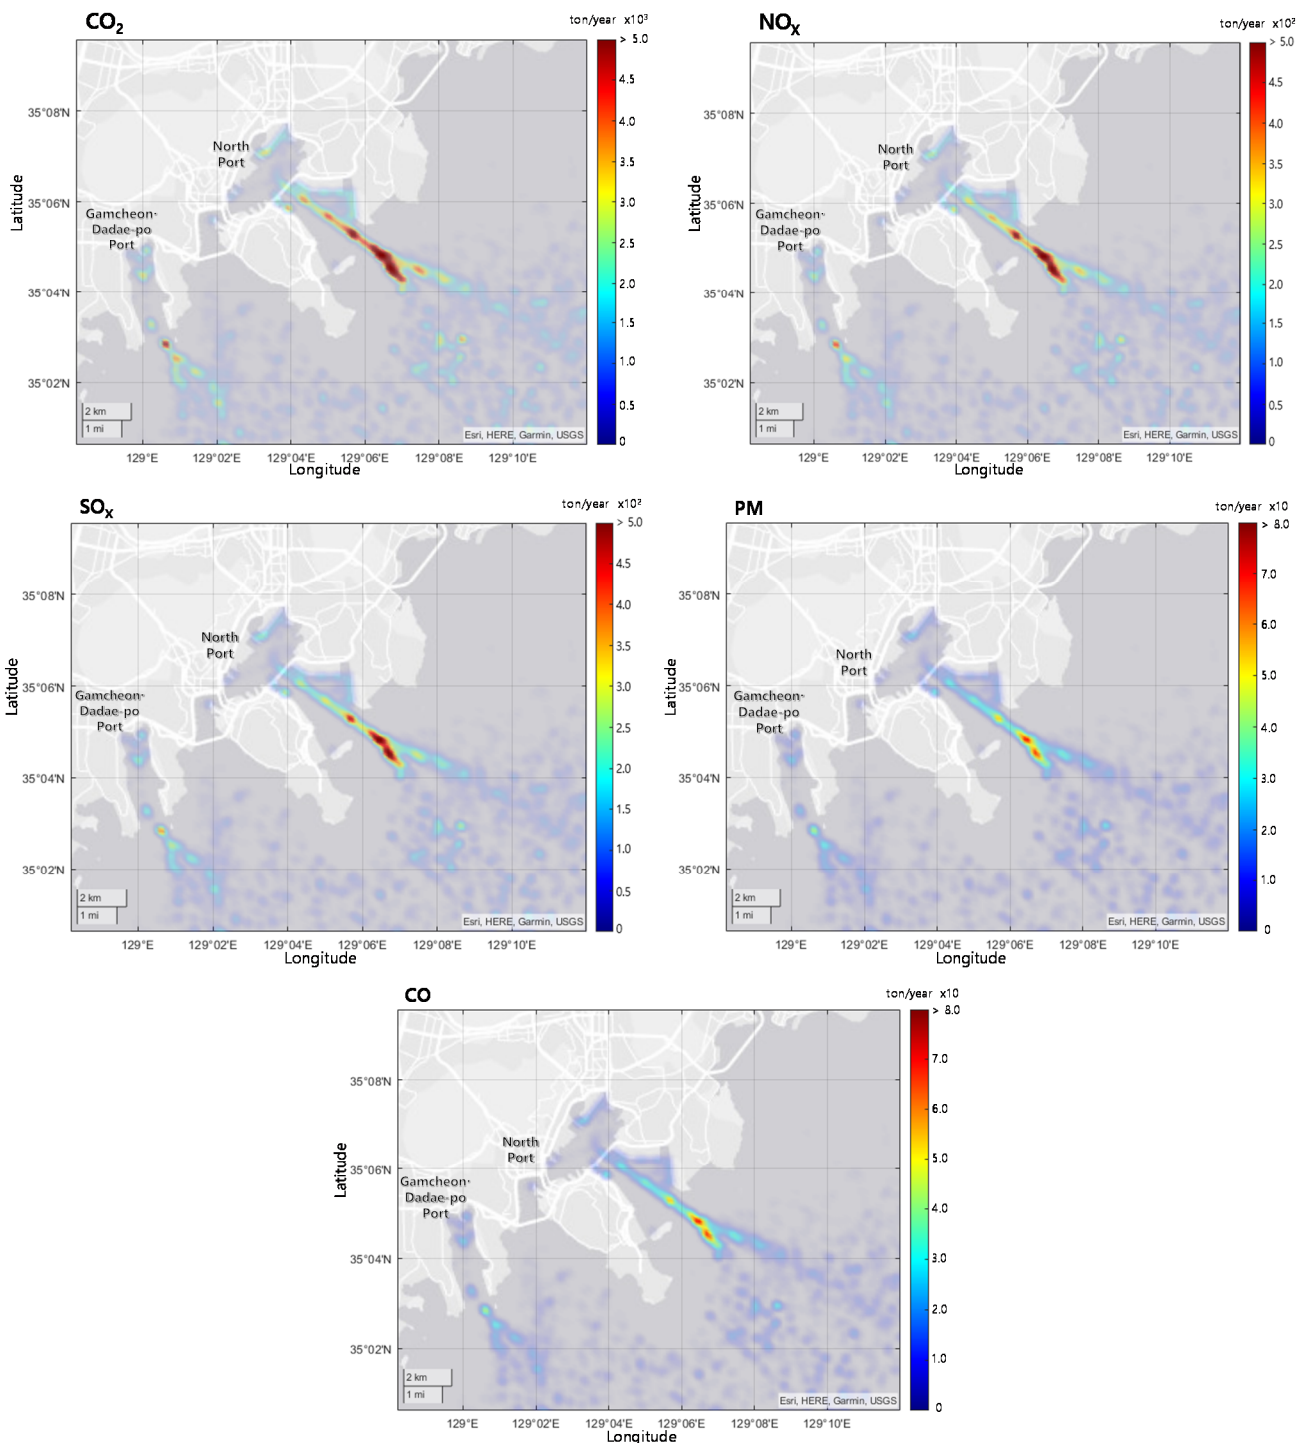 CO2
ton/year x10³
> 5.0
4.5
4.0
3.5
3.0
2.5
2.0
1.5
1.0
0.5
0
35°08'N
35°06'N
35°04'N
35°02'N
Latitude
North
Port
Gamcheon·
Dadae-po
Port
2 km
1 mi
Esri, HERE, Garmin, USGS
129°E
129°02'E
129°04'E
129°06'E
129°08'E
129°10'E
Longitude
NOX
ton/year x10²
> 5.0
4.5
4.0
3.5
3.0
2.5
2.0
1.5
1.0
0.5
0
35°08'N
35°06'N
35°04'N
35°02'N
Latitude
North
Port
Gamcheon·
Dadae-po
Port
2 km
1 mi
Esri, HERE, Garmin, USGS
129°E
129°02'E
129°04'E
129°06'E
129°08'E
129°10'E
Longitude
SOX
ton/year x10²
> 5.0
4.5
4.0
3.5
3.0
2.5
2.0
1.5
1.0
0.5
0
35°08'N
35°06'N
35°04'N
35°02'N
Latitude
North
Port
Gamcheon·
Dadae-po
Port
2 km
1 mi
Esri, HERE, Garmin, USGS
129°E
129°02'E
129°04'E
129°06'E
129°08'E
129°10'E
Longitude
PM
ton/year x10
> 8.0
7.0
6.0
5.0
4.0
3.0
2.0
1.0
0
35°08'N
35°06'N
35°04'N
35°02'N
Latitude
North
Port
Gamcheon·
Dadae-po
Port
2 km
1 mi
Esri, HERE, Garmin, USGS
129°E
129°02'E
129°04'E
129°06'E
129°08'E
129°10'E
Longitude
CO
ton/year x10
> 8.0
7.0
6.0
5.0
4.0
3.0
2.0
1.0
0
35°08'N
35°06'N
35°04'N
35°02'N
Latitude
North
Port
Gamcheon·
Dadae-po
Port
2 km
1 mi
Esri, HERE, Garmin, USGS
129°E
129°02'E
129°04'E
129°06'E
129°08'E
129°10'E
Longitude